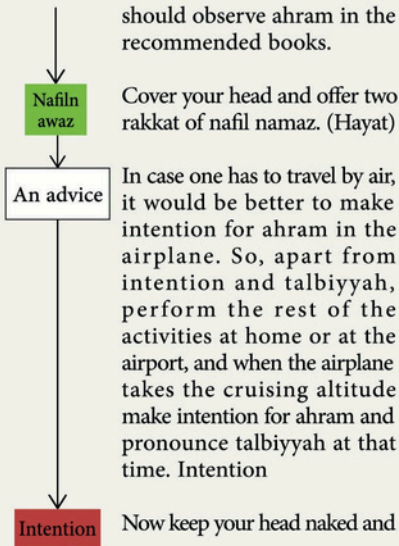 should observe ahram in the
recommended books.
Nafiln
awaz
Cover your head and offer two
rakkat of nafil namaz. (Hayat)
An advice
In case one has to travel by air,
it would be better to make
intention for ahram in the
airplane. So, apart from
intention and talbiyyah,
perform the rest of the
activities at home or at the
airport, and when the airplane
takes the cruising altitude
make intention for ahram and
pronounce talbiyyah at that
time. Intention
Intention
Now keep your head naked and